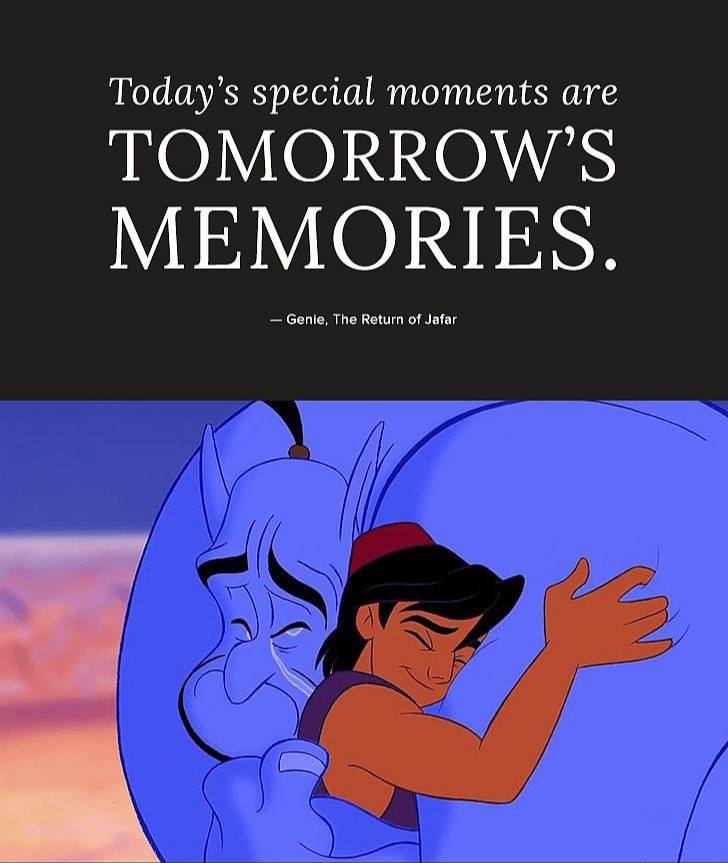 Today’s special moments are
TOMORROW’S
MEMORIES.
— Genie, The Return of Jafar